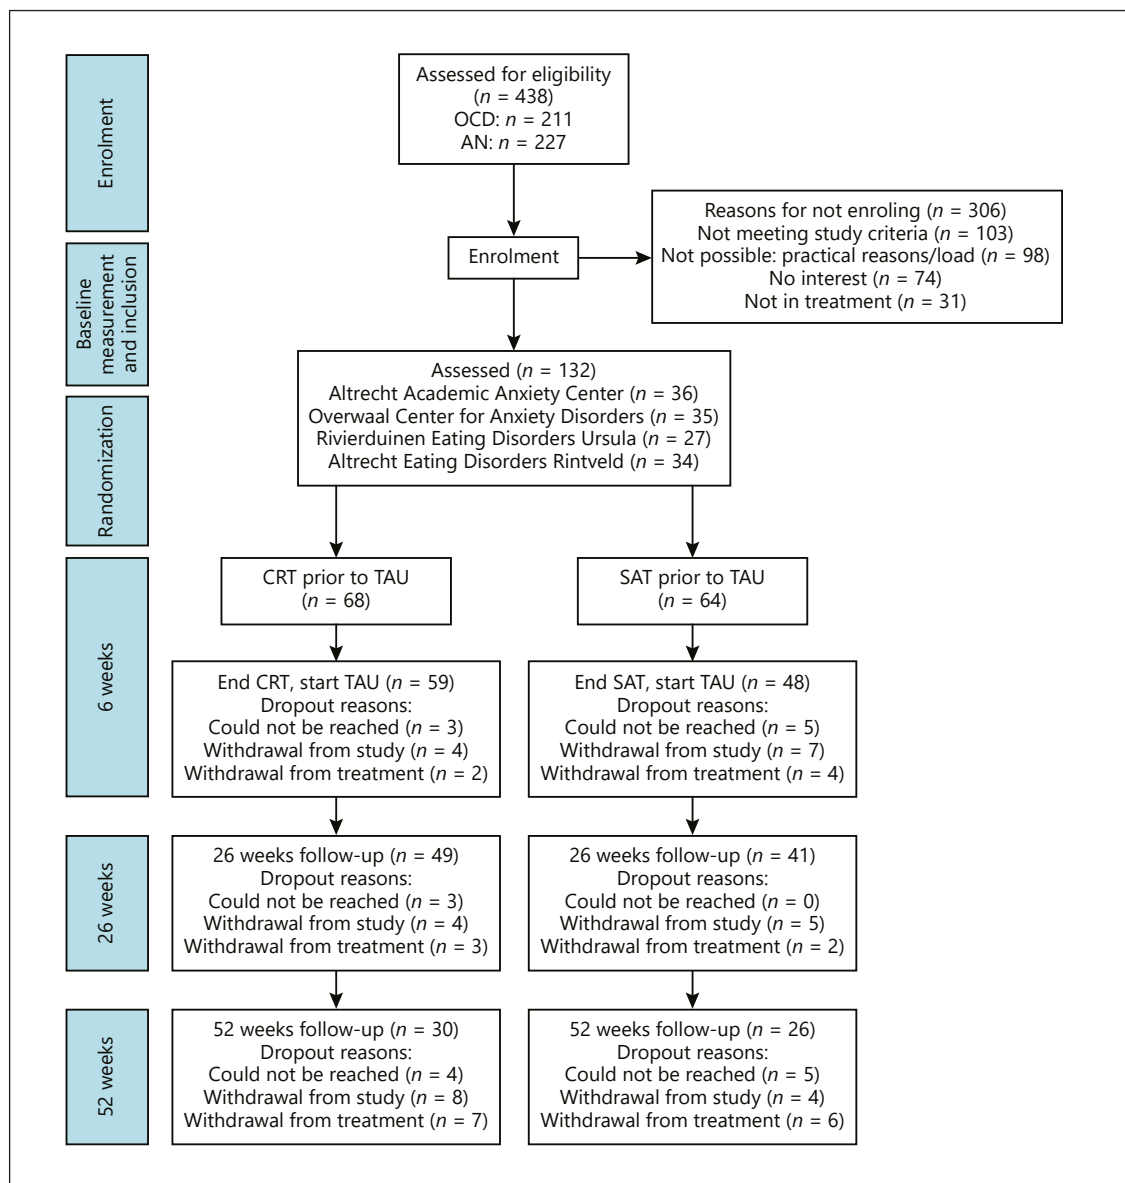 Enrolment
Assessed for eligibility
(n = 438)
OCD: n = 211
AN: n = 227
Enrolment
Reasons for not enroling (n = 306)
Not meeting study criteria (n = 103)
Not possible: practical reasons/load (n = 98)
No interest (n = 74)
Not in treatment (n = 31)
Baseline
measurement
and inclusion
Assessed (n = 132)
Altrecht Academic Anxiety Center (n = 36)
Overwaal Center for Anxiety Disorders (n = 35)
Rivierduinen Eating Disorders Ursula (n = 27)
Altrecht Eating Disorders Rintveld (n = 34)
Randomization
CRT prior to TAU
(n = 68)
SAT prior to TAU
(n = 64)
6 weeks
End CRT, start TAU (n = 59)
Dropout reasons:
Could not be reached (n = 3)
Withdrawal from study (n = 4)
Withdrawal from treatment (n = 2)
End SAT, start TAU (n = 48)
Dropout reasons:
Could not be reached (n = 5)
Withdrawal from study (n = 7)
Withdrawal from treatment (n = 4)
26 weeks
26 weeks follow-up (n = 49)
Dropout reasons:
Could not be reached (n = 3)
Withdrawal from study (n = 4)
Withdrawal from treatment (n = 3)
26 weeks follow-up (n = 41)
Dropout reasons:
Could not be reached (n = 0)
Withdrawal from study (n = 5)
Withdrawal from treatment (n = 2)
52 weeks
52 weeks follow-up (n = 30)
Dropout reasons:
Could not be reached (n = 4)
Withdrawal from study (n = 8)
Withdrawal from treatment (n = 7)
52 weeks follow-up (n = 26)
Dropout reasons:
Could not be reached (n = 5)
Withdrawal from study (n = 4)
Withdrawal from treatment (n = 6)